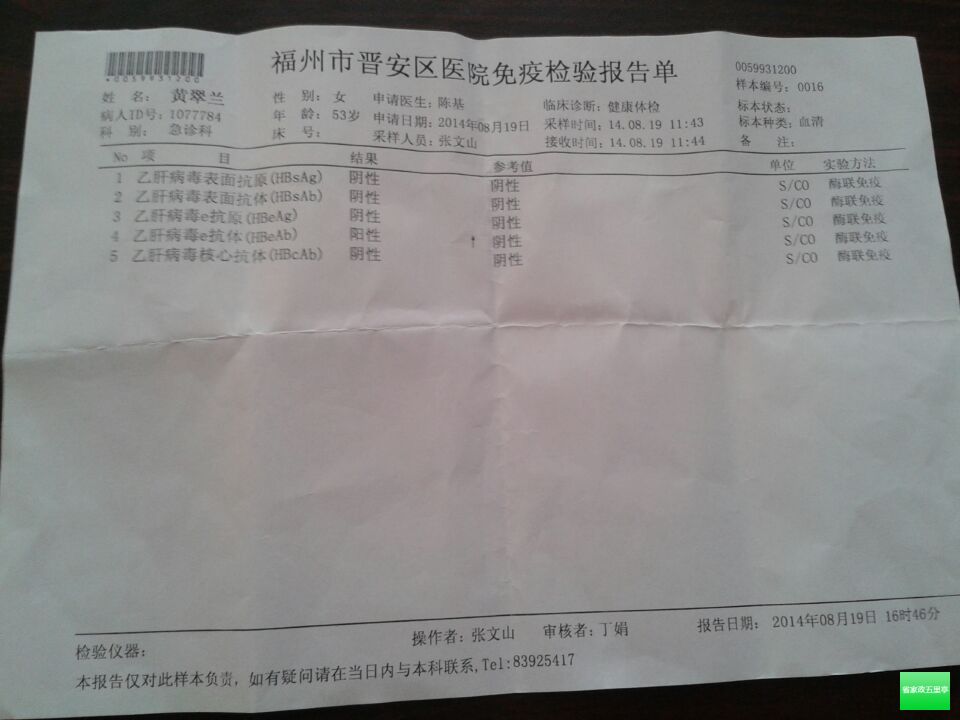 福州市晋安区医院免疫检验报告单
*0059931200
0059931200
样本编号：0016
姓 名： 黄翠兰 性 别：女 申请医生：陈基 临床诊断：健康体检 标本状态：
病人ID号：1077784 年 龄：53岁 申请日期：2014年08月19日 采样时间：14.08.19 11:43 标本种类：血清
科 别： 急诊科 床 号： 采样人员：张文山 接收时间：14.08.19 11:44 备 注：
No 项 目 结果 参考值 单位 实验方法
1 乙肝病毒表面抗原(HBsAg) 阴性 阴性 S/CO 酶联免疫
2 乙肝病毒表面抗体(HBsAb) 阴性 阴性 S/CO 酶联免疫
3 乙肝病毒e抗原(HBeAg) 阴性 阴性 S/CO 酶联免疫
4 乙肝病毒e抗体(HBeAb) 阳性 ↑ 阴性 S/CO 酶联免疫
5 乙肝病毒核心抗体(HBcAb) 阴性 阴性 S/CO 酶联免疫
检验仪器： 操作者：张文山 审核者：丁娟 报告日期： 2014年08月19日 16时46分
本报告仅对此样本负责，如有疑问请在当日内与本科联系,Tel:83925417
省家政五里亭